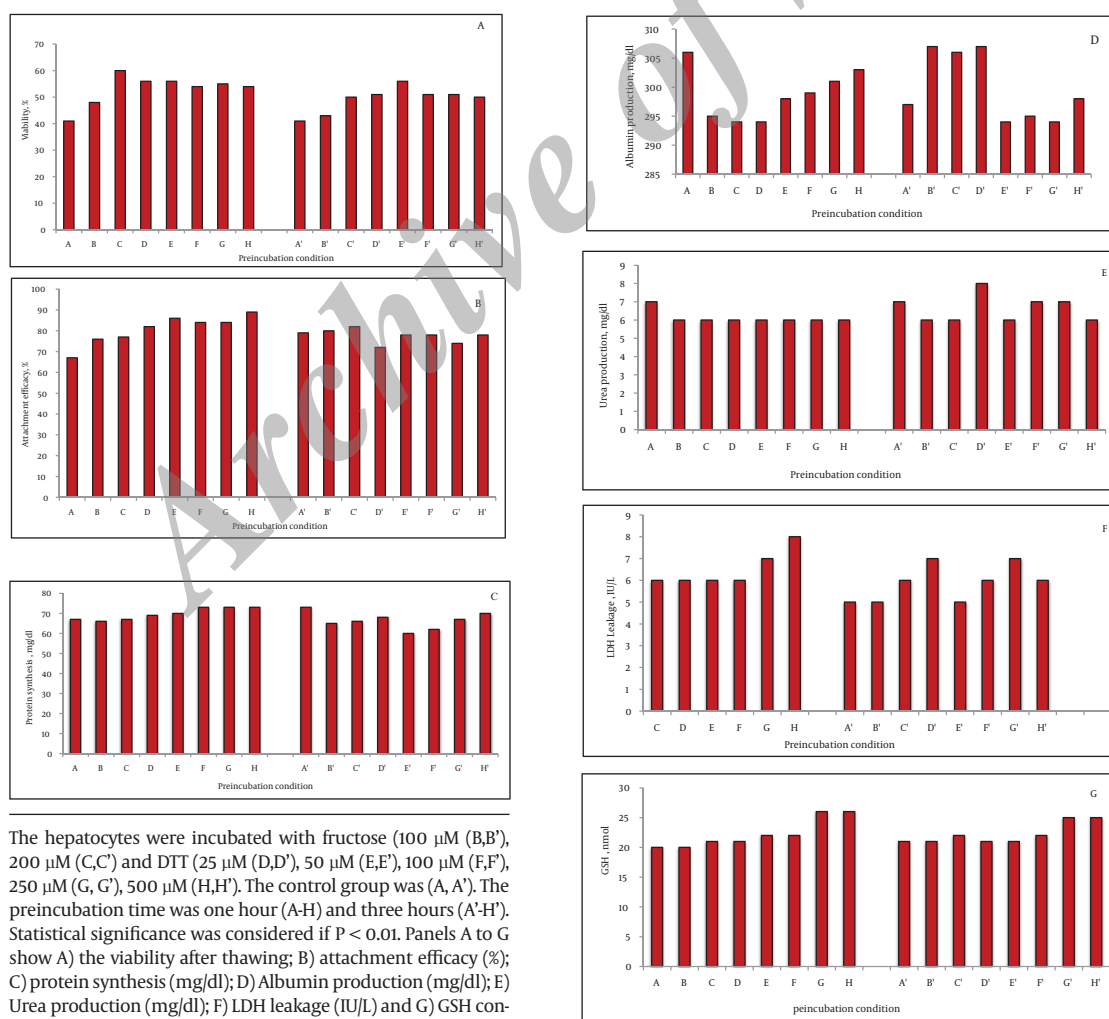 A
Viability, %
70
60
50
40
30
20
10
0
A B C D E F G H A' B' C' D' E' F' G' H'
Preincubation condition
B
Attachment efficacy, %
100
90
80
70
60
50
40
30
20
10
0
A B C D E F G H A' B' C' D' E' F' G' H'
Preincubation condition
C
Protein synthesis , mg/dl
80
70
60
50
40
30
20
10
0
A B C D E F G H A' B' C' D' E' F' G' H'
Preincubation condition
The hepatocytes were incubated with fructose (100 µM (B,B’),
200 µM (C,C’) and DTT (25 µM (D,D’), 50 µM (E,E’), 100 µM (F,F’),
250 µM (G, G’), 500 µM (H,H’). The control group was (A, A’). The
preincubation time was one hour (A-H) and three hours (A’-H’).
Statistical significance was considered if P < 0.01. Panels A to G
show A) the viability after thawing; B) attachment efficacy (%);
C) protein synthesis (mg/dl); D) Albumin production (mg/dl); E)
Urea production (mg/dl); F) LDH leakage (IU/L) and G) GSH con-
D
Albumin production, mg/dl
310
305
300
295
290
285
A B C D E F G H A' B' C' D' E' F' G' H'
Preincubation condition
E
Urea production, mg/dl
9
8
7
6
5
4
3
2
1
0
A B C D E F G H A' B' C' D' E' F' G' H'
Preincubation condition
F
LDH Leakage ,IU/L
9
8
7
6
5
4
3
2
1
0
C D E F G H A' B' C' D' E' F' G' H'
Preincubation condition
G
GSH , nmol
30
25
20
15
10
5
0
A B C D E F G H A' B' C' D' E' F' G' H'
peincubation condition
Archive of